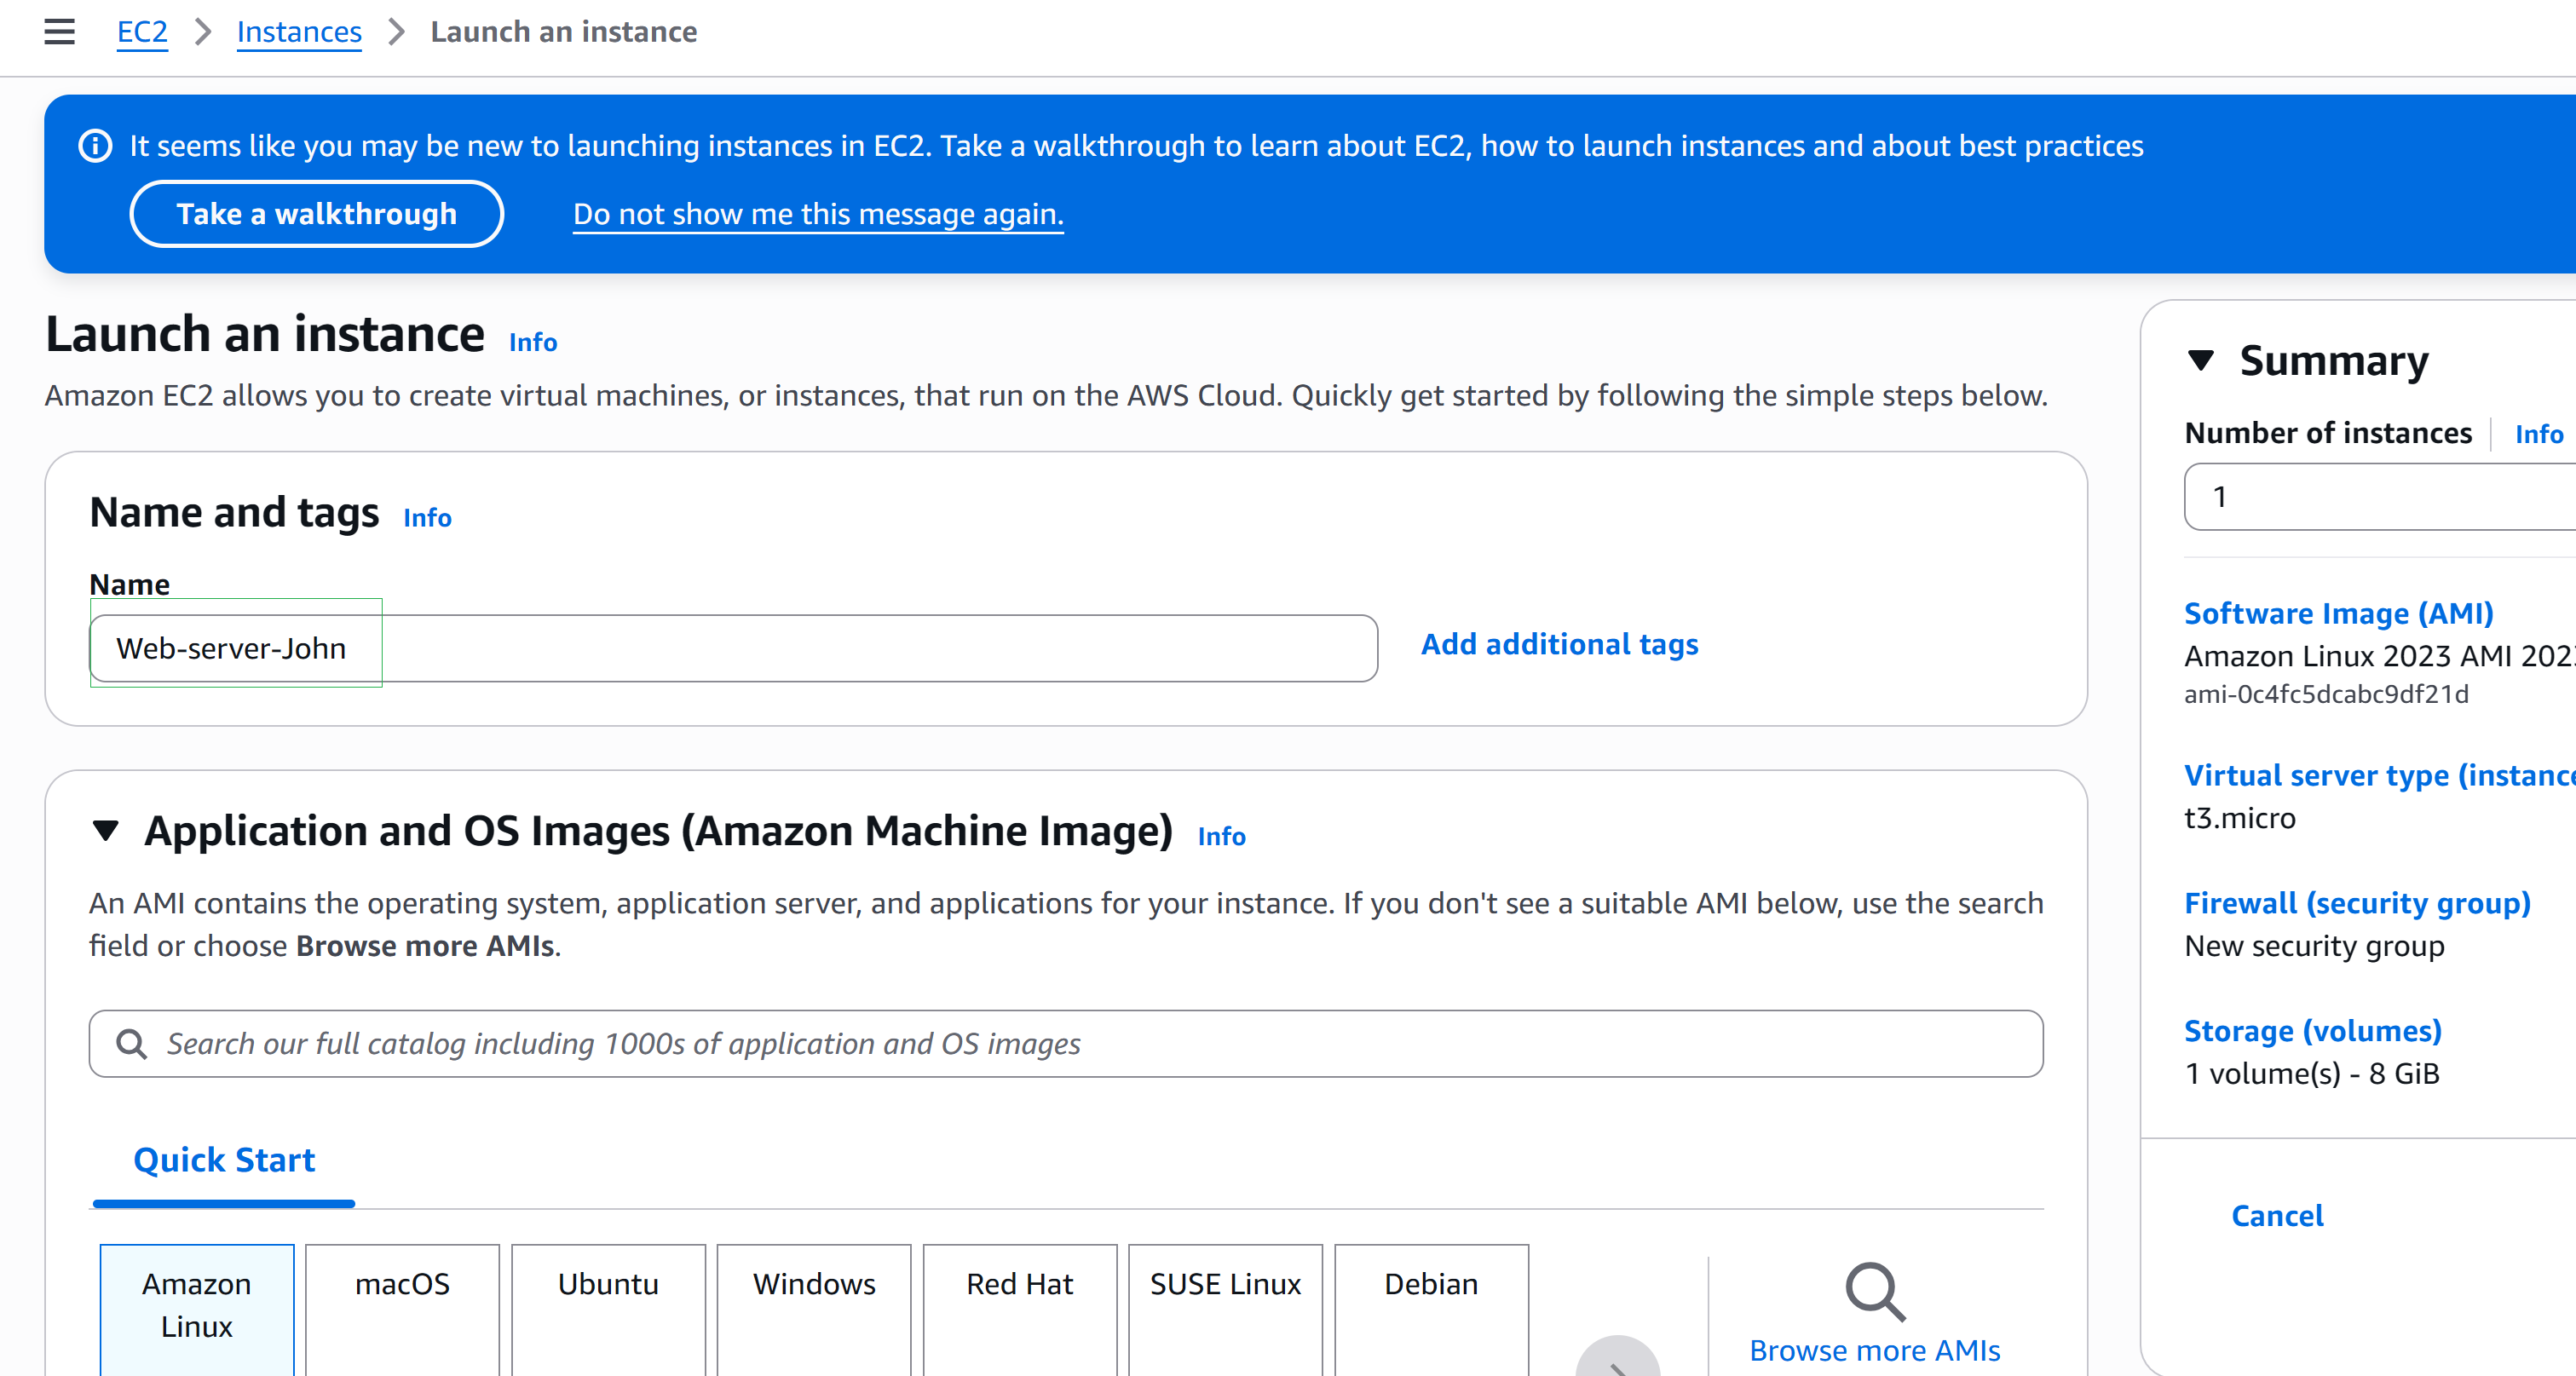 EC2 > Instances > Launch an instance
It seems like you may be new to launching instances in EC2. Take a walkthrough to learn about EC2, how to launch instances and about best practices
Take a walkthrough Do not show me this message again.
Launch an instance Info
Amazon EC2 allows you to create virtual machines, or instances, that run on the AWS Cloud. Quickly get started by following the simple steps below.
Name and tags Info
Name
Web-server-John Add additional tags
Application and OS Images (Amazon Machine Image) Info
An AMI contains the operating system, application server, and applications for your instance. If you don't see a suitable AMI below, use the search
field or choose Browse more AMIs.
Search our full catalog including 1000s of application and OS images
Quick Start
Amazon
Linux
macOS
Ubuntu
Windows
Red Hat
SUSE Linux
Debian
Browse more AMIs
Summary
Number of instances Info
1
Software Image (AMI)
Amazon Linux 2023 AMI
ami-0c4fc5dcabc9df21d
Virtual server type (instance
t3.micro
Firewall (security group)
New security group
Storage (volumes)
1 volume(s) - 8 GiB
Cancel